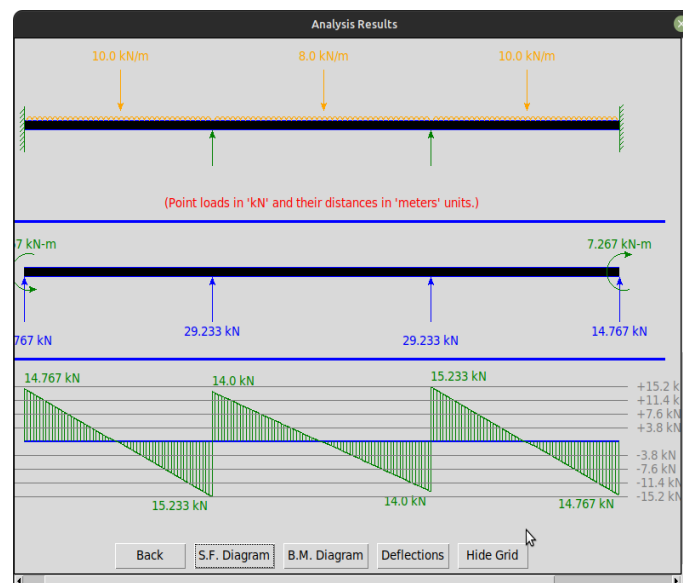 Analysis Results
10.0 kN/m 8.0 kN/m 10.0 kN/m
(Point loads in 'kN' and their distances in 'meters' units.)
7 kN-m 7.267 kN-m
767 kN 29.233 kN 29.233 kN 14.767 kN
14.767 kN 14.0 kN 15.233 kN
+15.2 k
+11.4 k
+7.6 kN
+3.8 kN
-3.8 kN
-7.6 kN
-11.4 kN
-15.2 kN
15.233 kN 14.0 kN 14.767 kN
Back S.F. Diagram B.M. Diagram Deflections Hide Grid